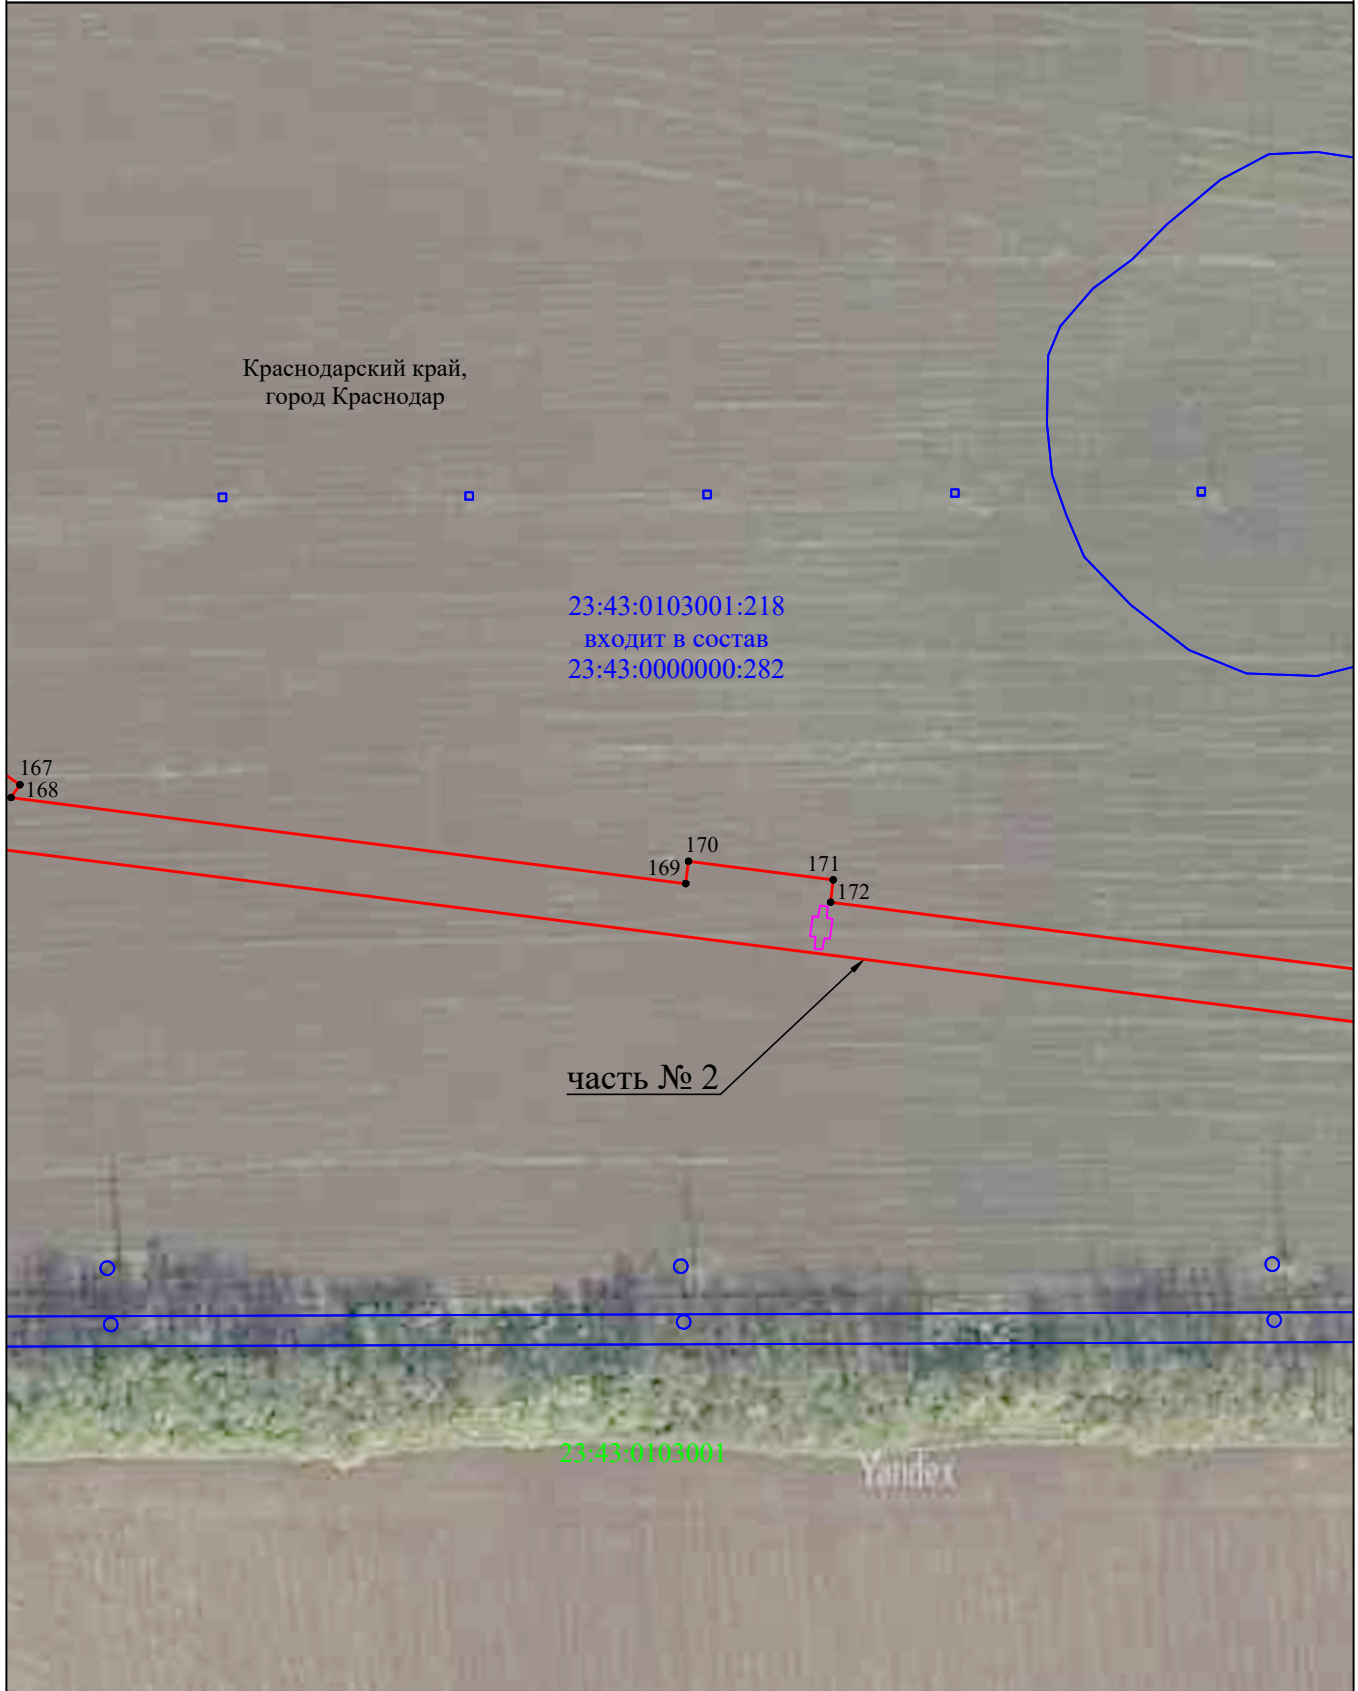 Краснодарский край,
город Краснодар
23:43:0103001:218
входит в состав
23:43:0000000:282
167
168
170
169
171
172
часть № 2
23:43:0103001
Yandex